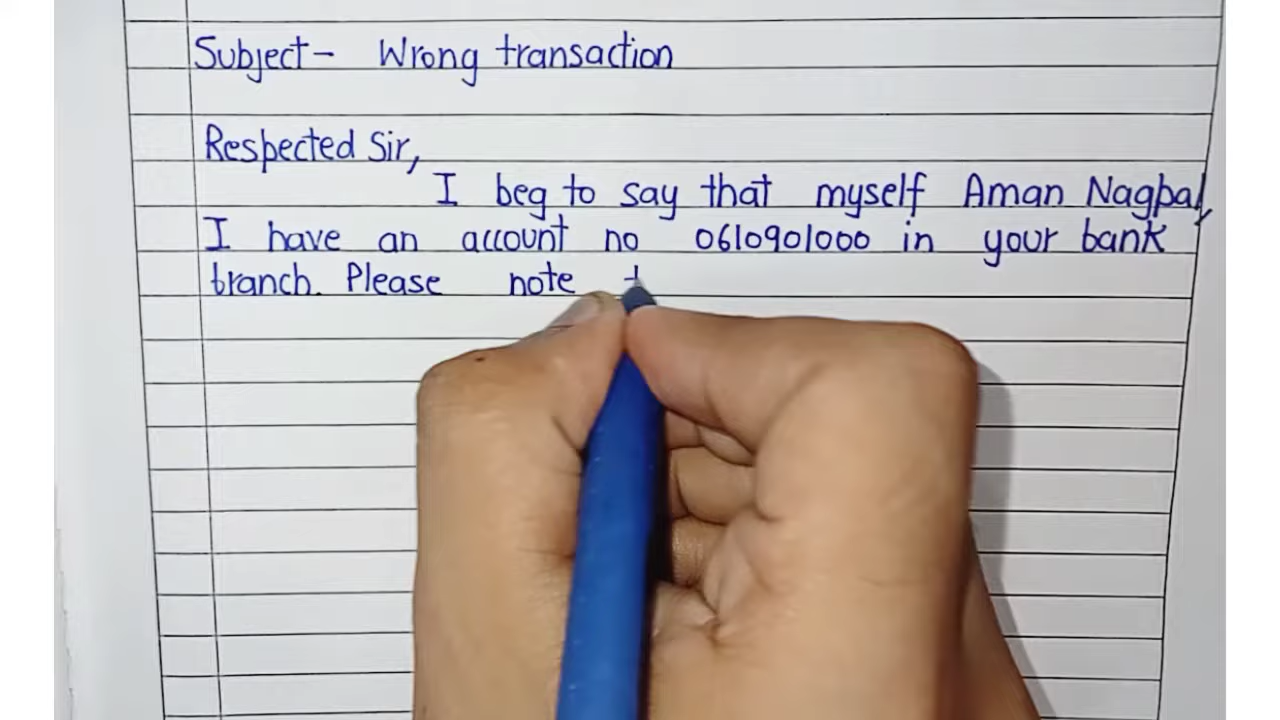 Subject- Wrong transaction
Respected Sir,
I beg to say that myself Aman Nagpal,
I have an account no 0610901000 in your bank
branch. Please note t